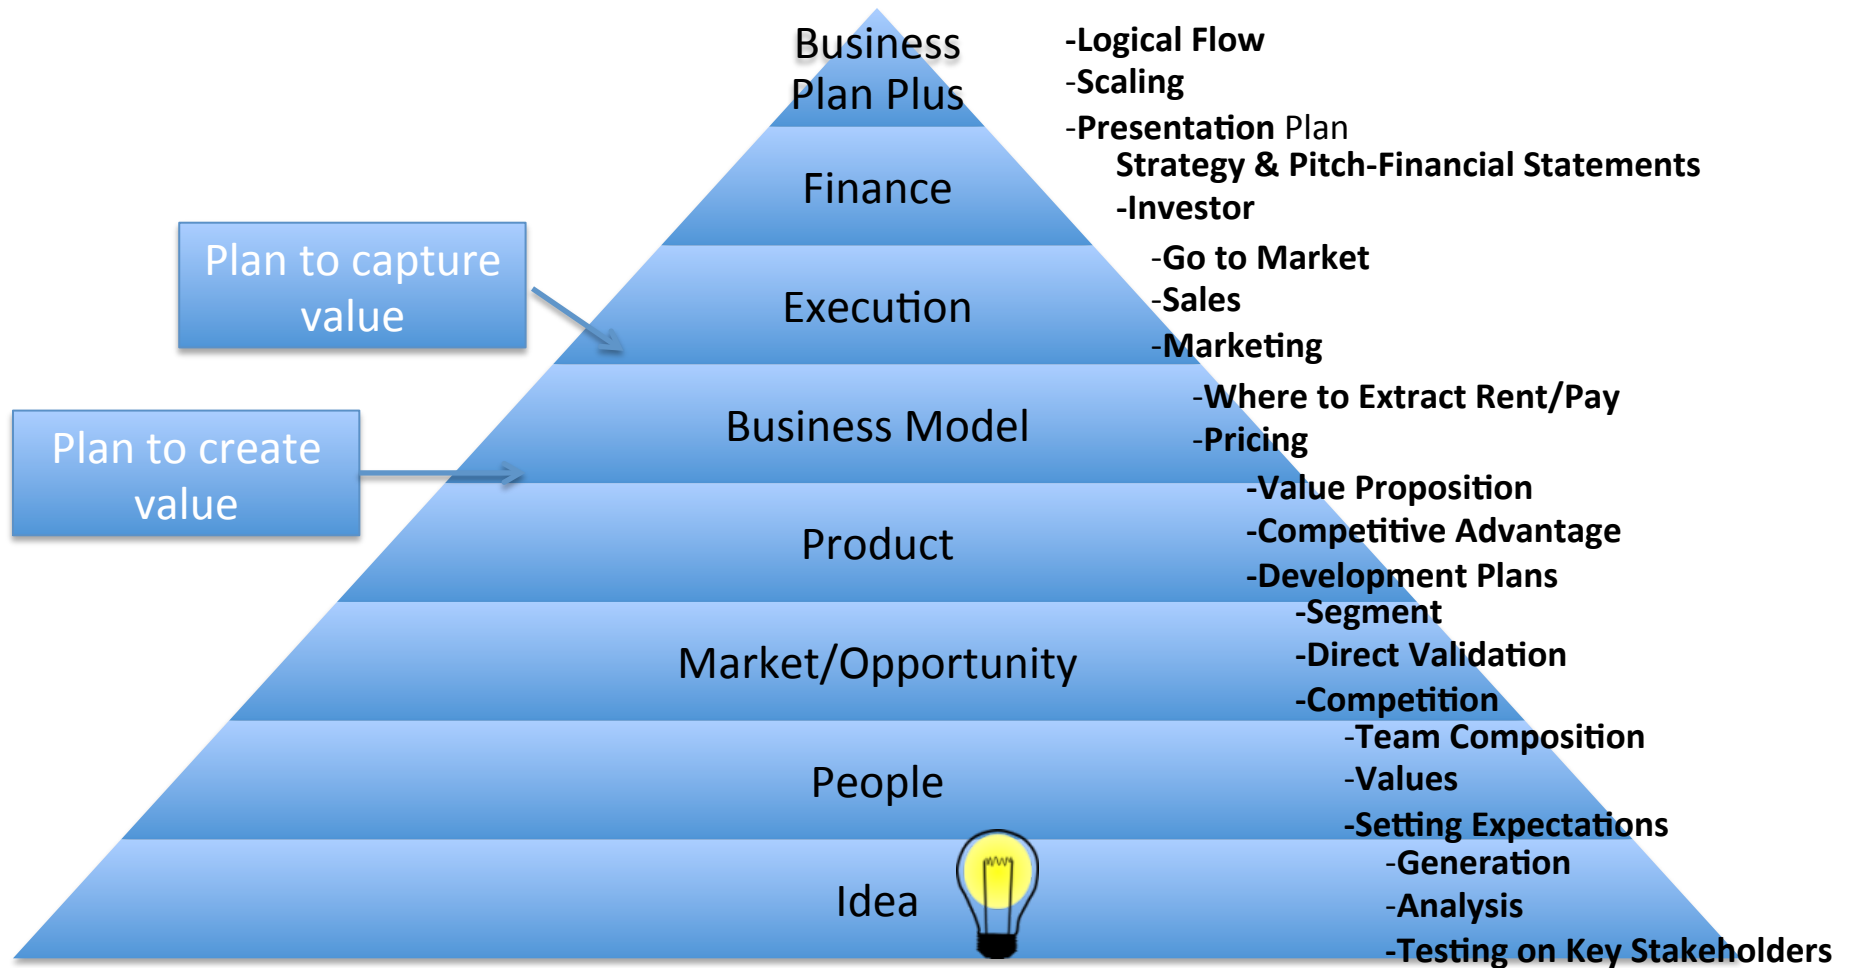 Business
Plan Plus
-Logical Flow
-Scaling
-Presentation Plan
Finance
Strategy & Pitch-Financial Statements
-Investor
Plan to capture
value
Execution
-Go to Market
-Sales
-Marketing
Plan to create
value
Business Model
-Where to Extract Rent/Pay
-Pricing
Product
-Value Proposition
-Competitive Advantage
-Development Plans
Market/Opportunity
-Segment
-Direct Validation
-Competition
People
-Team Composition
-Values
-Setting Expectations
Idea
-Generation
-Analysis
-Testing on Key Stakeholders